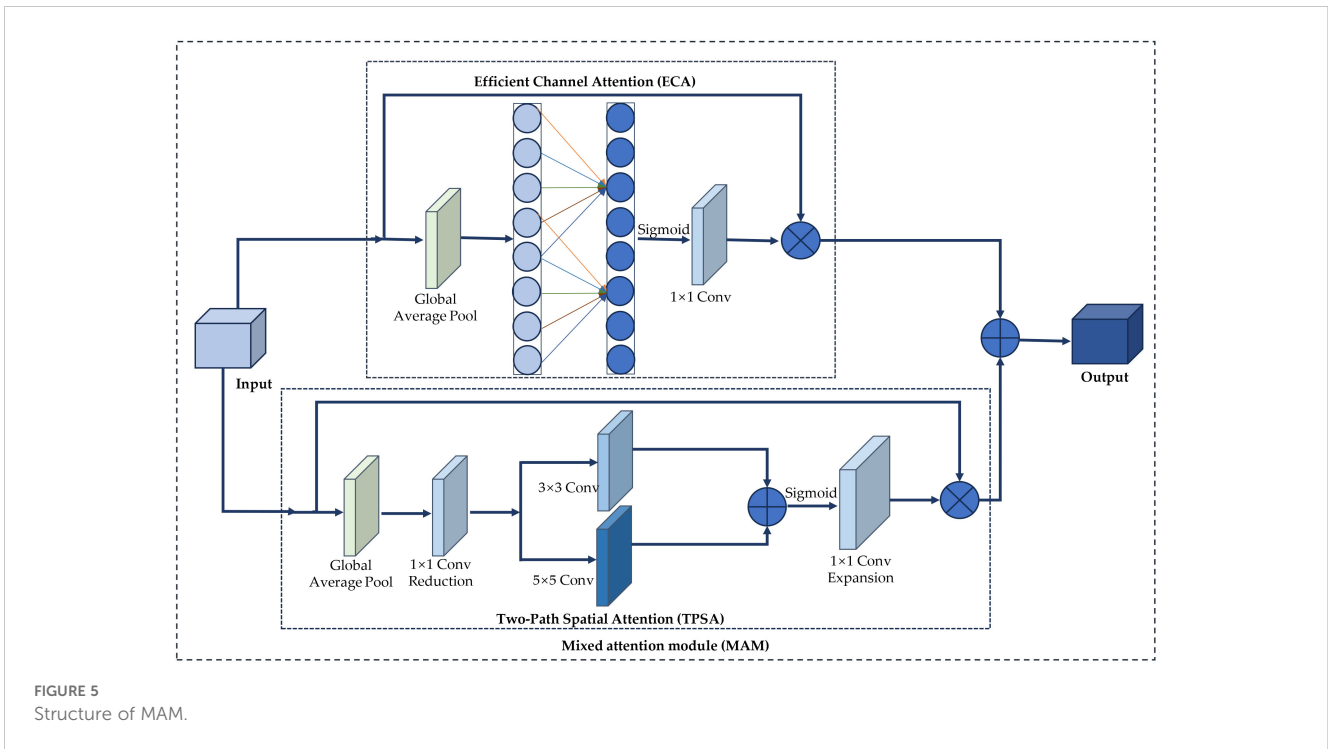 Efficient Channel Attention (ECA)
Sigmoid
Global
Average Pool
1×1 Conv
Input
Output
3×3 Conv
Sigmoid
Global
Average Pool
1×1 Conv
Reduction
5×5 Conv
1×1 Conv
Expansion
Two-Path Spatial Attention (TPSA)
Mixed attention module (MAM)
FIGURE 5
Structure of MAM.